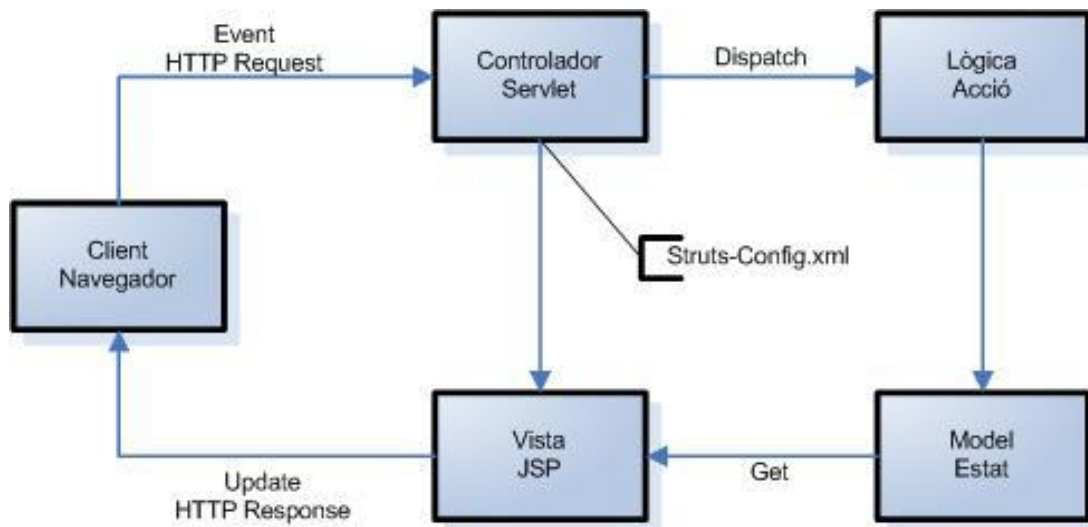 Event
HTTP Request
Controlador
Servlet
Dispatch
Lògica
Acció
Client
Navegador
Struts-Config.xml
Vista
JSP
Get
Model
Estat
Update
HTTP Response